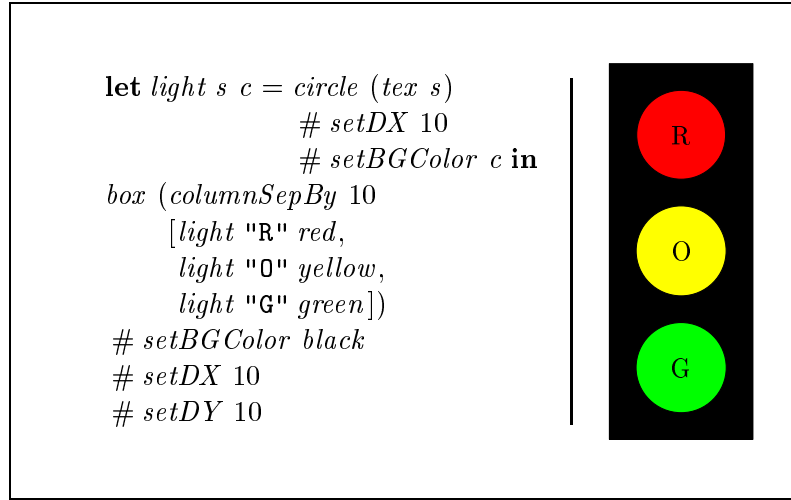 let light s c = circle (tex s)
# setDX 10
# setBGColor c in
box (columnSepBy 10
[light "R" red,
light "O" yellow,
light "G" green])
# setBGColor black
# setDX 10
# setDY 10
R
O
G